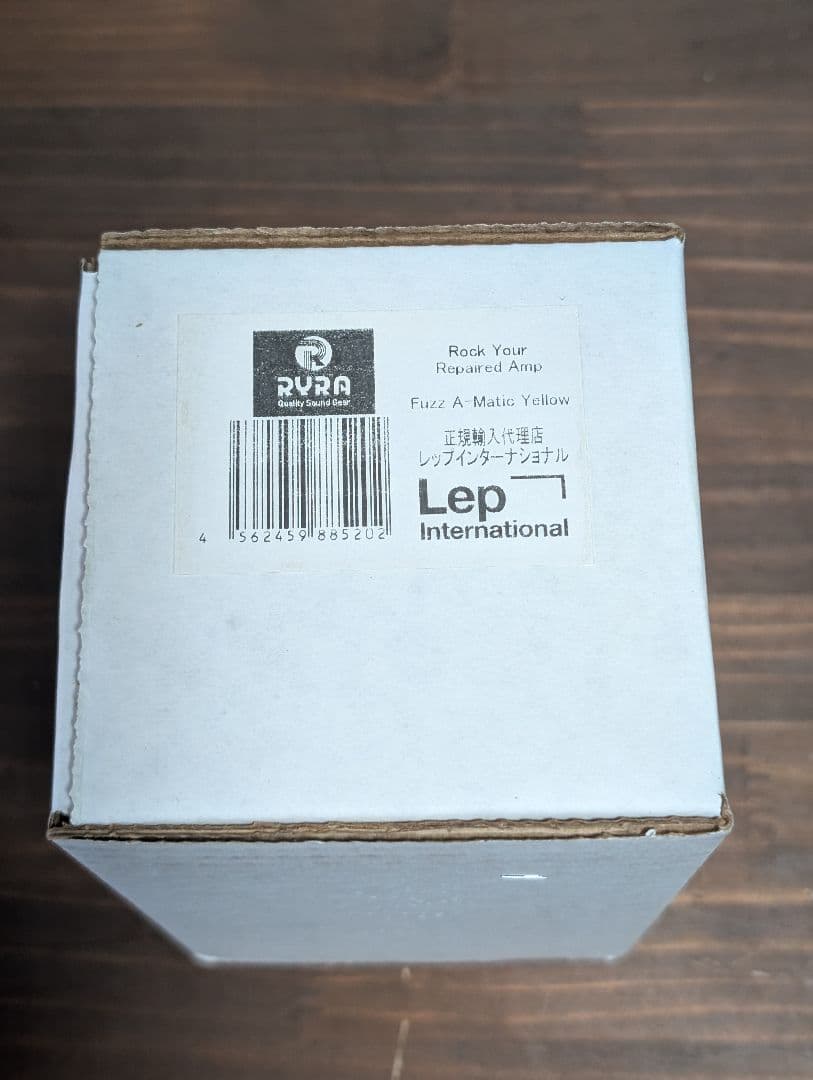 RYRA
Quality Sound Gear
4 562459 885202
Rock Your
Repaired Amp
Fuzz A-Matic Yellow
正規輸入代理店
レップインターナショナル
Lep
International